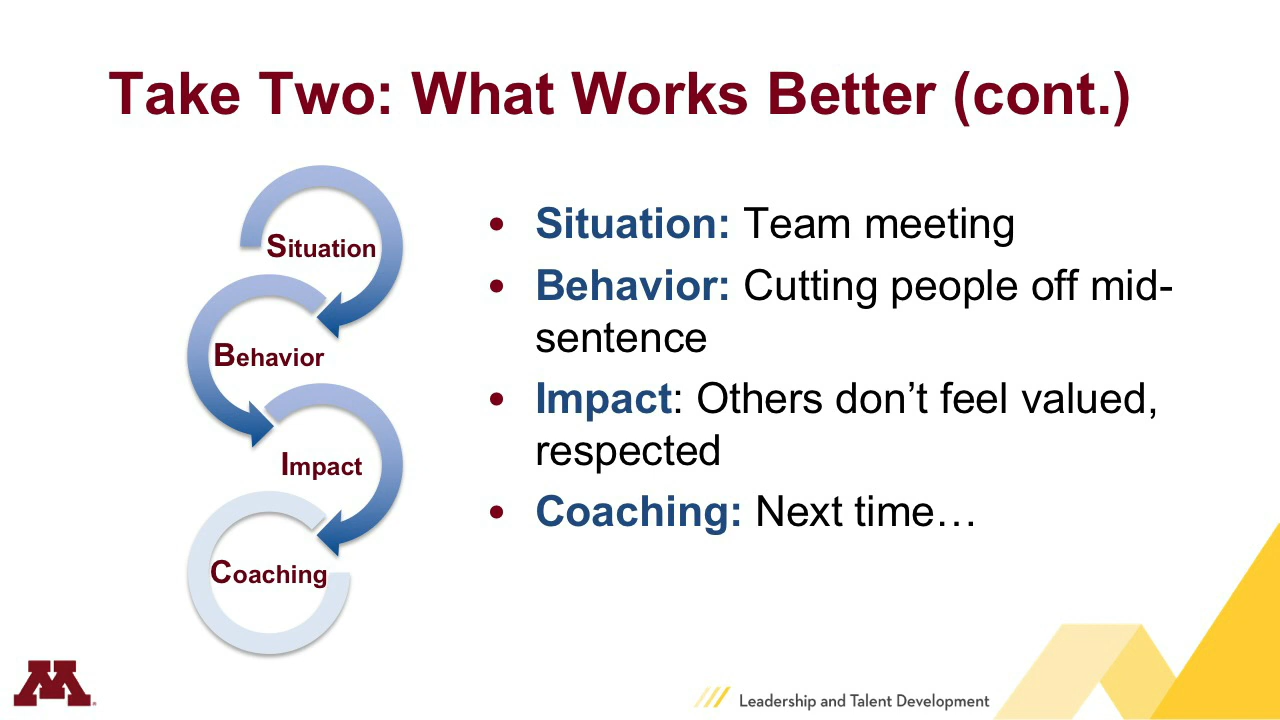 Take Two: What Works Better (cont.)
Situation
Behavior
Impact
Coaching
• Situation: Team meeting
• Behavior: Cutting people off mid-
sentence
• Impact: Others don’t feel valued,
respected
• Coaching: Next time…
M
Leadership and Talent Development